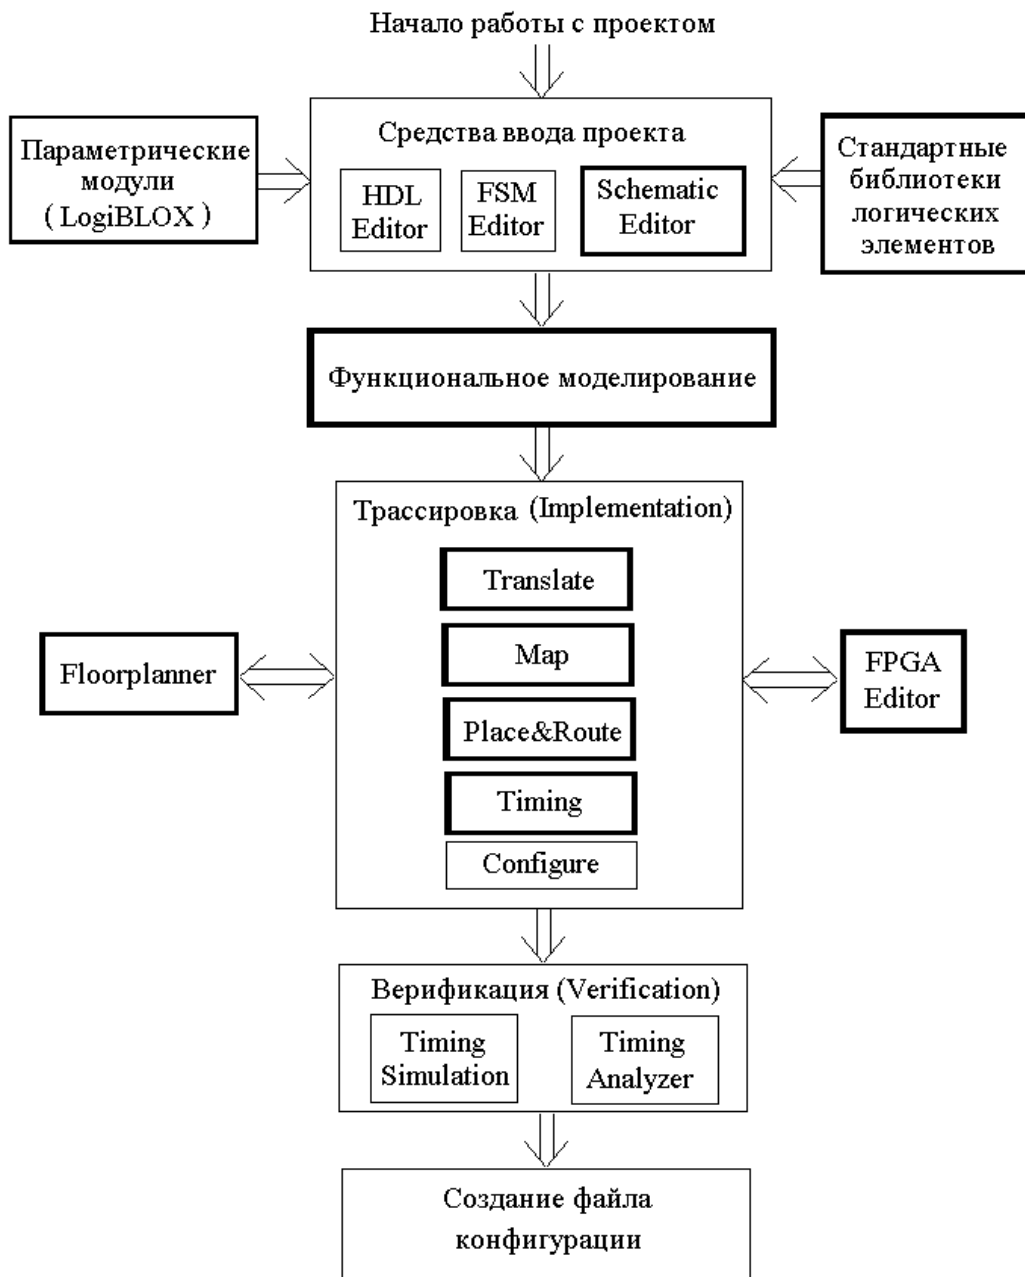 Начало работы с проектом
Средства ввода проекта
Параметрические
модули
( LogiBLOX )
HDL
Editor
FSM
Editor
Schematic
Editor
Стандартные
библиотеки
логических
элементов
Функциональное моделирование
Трассировка (Implementation)
Translate
Map
Place&Route
Timing
Configure
Floorplanner
FPGA
Editor
Верификация (Verification)
Timing
Simulation
Timing
Analyzer
Создание файла
конфигурации